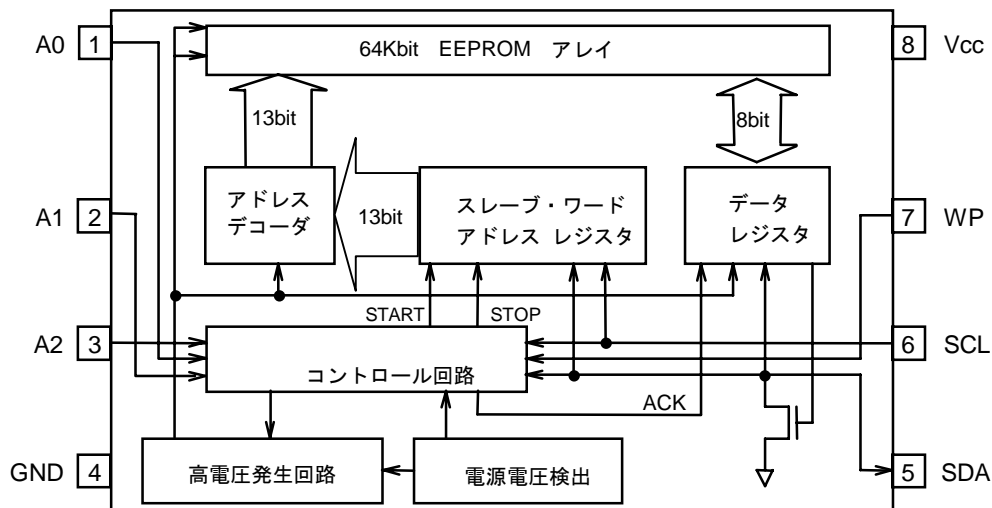 A0 1
64Kbit EEPROM アレイ
8 Vcc
13bit
8bit
アドレス
デコーダ
13bit
スレーブ・ワード
アドレス レジスタ
データ
レジスタ
A1 2
7 WP
START
STOP
A2 3
6 SCL
コントロール回路
ACK
GND 4
高電圧発生回路
電源電圧検出
5 SDA